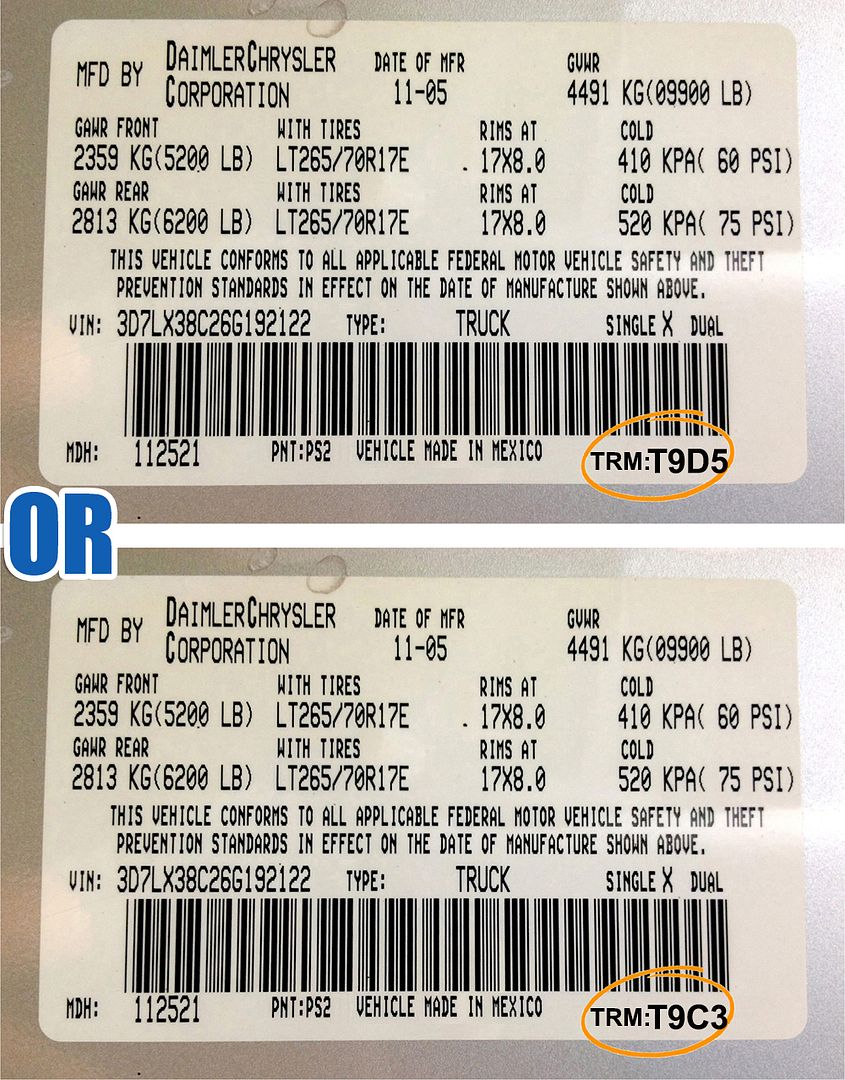 MFD BY DAIMLERCHRYSLER CORPORATION DATE OF MFR 11-05 GVWR 4491 KG(09900 LB)
GAWR FRONT WITH TIRES RIMS AT COLD
2359 KG(5200 LB) LT265/70R17E . 17X8.0 410 KPA( 60 PSI)
GAWR REAR WITH TIRES RIMS AT COLD
2813 KG(6200 LB) LT265/70R17E 17X8.0 520 KPA( 75 PSI)
THIS VEHICLE CONFORMS TO ALL APPLICABLE FEDERAL MOTOR VEHICLE SAFETY AND THEFT
PREVENTION STANDARDS IN EFFECT ON THE DATE OF MANUFACTURE SHOWN ABOVE.
VIN: 3D7LX38C26G192122 TYPE: TRUCK SINGLE X DUAL
MDH: 112521 PNT:PS2 VEHICLE MADE IN MEXICO TRM:T9D5
OR
MFD BY DAIMLERCHRYSLER CORPORATION DATE OF MFR 11-05 GVWR 4491 KG(09900 LB)
GAWR FRONT WITH TIRES RIMS AT COLD
2359 KG(5200 LB) LT265/70R17E . 17X8.0 410 KPA( 60 PSI)
GAWR REAR WITH TIRES RIMS AT COLD
2813 KG(6200 LB) LT265/70R17E 17X8.0 520 KPA( 75 PSI)
THIS VEHICLE CONFORMS TO ALL APPLICABLE FEDERAL MOTOR VEHICLE SAFETY AND THEFT
PREVENTION STANDARDS IN EFFECT ON THE DATE OF MANUFACTURE SHOWN ABOVE.
VIN: 3D7LX38C26G192122 TYPE: TRUCK SINGLE X DUAL
MDH: 112521 PNT:PS2 VEHICLE MADE IN MEXICO TRM:T9C3